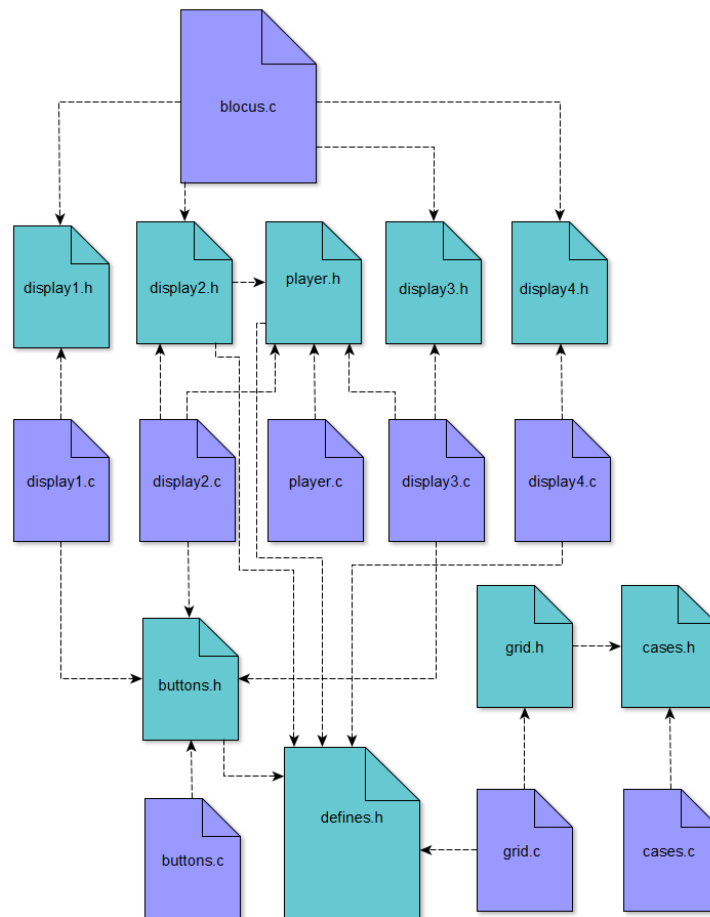 blocus.c
display1.h
display2.h
player.h
display3.h
display4.h
display1.c
display2.c
player.c
display3.c
display4.c
buttons.h
grid.h
cases.h
defines.h
buttons.c
grid.c
cases.c